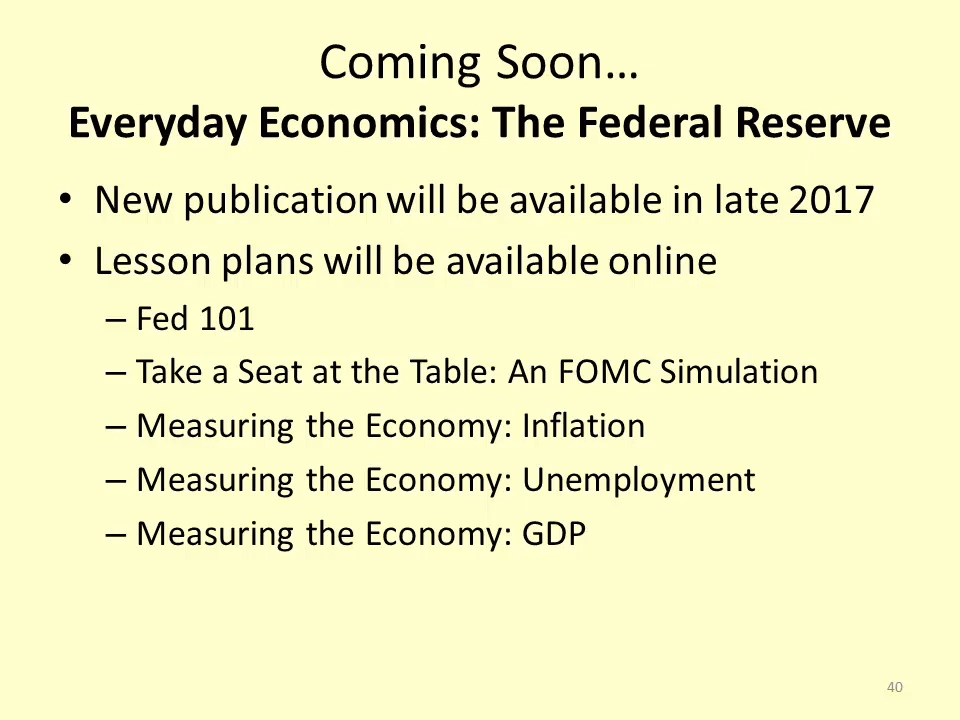 Coming Soon…
Everyday Economics: The Federal Reserve
• New publication will be available in late 2017
• Lesson plans will be available online
– Fed 101
– Take a Seat at the Table: An FOMC Simulation
– Measuring the Economy: Inflation
– Measuring the Economy: Unemployment
– Measuring the Economy: GDP
40